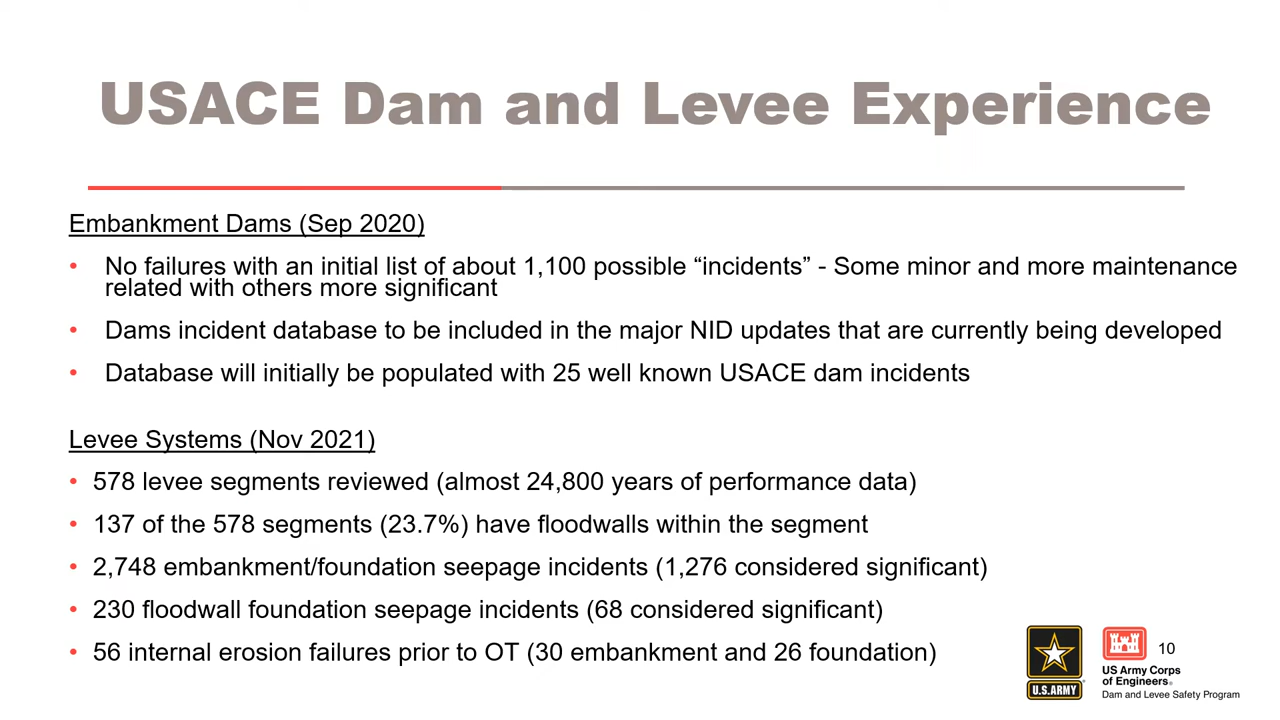 USACE Dam and Levee Experience
Embankment Dams (Sep 2020)
• No failures with an initial list of about 1,100 possible “incidents” - Some minor and more maintenance
related with others more significant
• Dams incident database to be included in the major NID updates that are currently being developed
• Database will initially be populated with 25 well known USACE dam incidents
Levee Systems (Nov 2021)
• 578 levee segments reviewed (almost 24,800 years of performance data)
• 137 of the 578 segments (23.7%) have floodwalls within the segment
• 2,748 embankment/foundation seepage incidents (1,276 considered significant)
• 230 floodwall foundation seepage incidents (68 considered significant)
• 56 internal erosion failures prior to OT (30 embankment and 26 foundation)
U.S.ARMY
10
US Army Corps
of Engineers®
Dam and Levee Safety Program